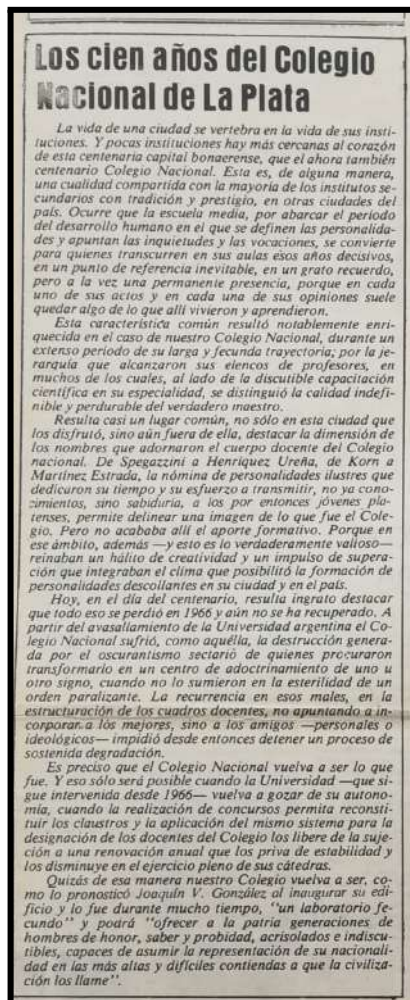 Los cien años del Colegio
Nacional de La Plata
La vida de una ciudad se vertebra en la vida de sus insti-
tuciones. Y pocas instituciones hay más cercanas al corazón
de esta centenaria capital bonaerense, que el ahora también
centenario Colegio Nacional. Esta es, de alguna manera,
una cualidad compartida con la mayoría de los institutos se-
cundarios con tradición y prestigio, en otras ciudades del
país. Ocurre que la escuela media, por abarcar el período
del desarrollo humano en el que se definen las personalida-
des y apuntan las inquietudes y las vocaciones, se convierte
para quienes transcurren en sus aulas esos años decisivos,
en un punto de referencia inevitable, en un grato recuerdo,
pero a la vez una permanente presencia, porque en cada
uno de sus actos y en cada una de sus opiniones suele
quedar algo de lo que allí vivieron y aprendieron.
Esta característica común resultó notablemente enri-
quecida en el caso de nuestro Colegio Nacional, durante un
extenso período de su larga y fecunda trayectoria; por la je-
rarquía que alcanzaron sus elencos de profesores, en
muchos de los cuales, al lado de la discutible capacitación
científica en su especialidad, se distinguió la calidad indefi-
nible y perdurable del verdadero maestro.
Resulta casi un lugar común, no sólo en esta ciudad que
los disfrutó, sino aún fuera de ella, destacar la dimensión de
los nombres que adornaron el cuerpo docente del Colegio
nacional. De Spegazzini a Henríquez Ureña, de Korn a
Martínez Estrada, la nómina de personalidades ilustres que
dedicaron su tiempo y su esfuerzo a transmitir, no ya cono-
cimientos, sino sabiduría, a los por entonces jóvenes pla-
tenses, permite delinear una imagen de lo que fue el Cole-
gio. Pero no acababa allí el aporte formativo. Porque en
ese ámbito, además —y esto es lo verdaderamente valioso—
reinaban un hálito de creatividad y un impulso de supera-
ción que integraban el clima que posibilitó la formación de
personalidades descollantes en su ciudad y en el país.
Hoy, en el día del centenario, resulta ingrato destacar
que todo eso se perdió en 1966 y aún no se ha recuperado. A
partir del avasallamiento de la Universidad argentina el Co-
legio Nacional sufrió, como aquélla, la destrucción genera-
da por el oscurantismo sectario de quienes procuraron
transformarlo en un centro de adoctrinamiento de uno u
otro signo, cuando no lo sumieron en la esterilidad de un
orden paralizante. La recurrencia en esos males, en la
estructuración de los cuadros docentes, no apuntando a in-
corporar a los mejores, sino a los amigos —personales o
ideológicos— impidió desde entonces detener un proceso de
sostenida degradación.
Es preciso que el Colegio Nacional vuelva a ser lo que
fue. Y eso sólo será posible cuando la Universidad —que si-
gue intervenida desde 1966— vuelva a gozar de su autono-
mía, cuando la realización de concursos permita reconsti-
tuir los claustros y la aplicación del mismo sistema para la
designación de los docentes del Colegio los libere de la suje-
ción a una renovación anual que los priva de estabilidad y
los disminuye en el ejercicio pleno de sus cátedras.
Quizás de esa manera nuestro Colegio vuelva a ser, co-
mo lo pronosticó Joaquín V. González al inaugurar su edi-
ficio y lo fue durante mucho tiempo, "un laboratorio fe-
cundo" y podrá "ofrecer a la patria generaciones de
hombres de honor, saber y probidad, acrisolados e indiscu-
tibles, capaces de asumir la representación de su nacionali-
dad en las más altas y difíciles contiendas a que la civiliza-
ción los llame".